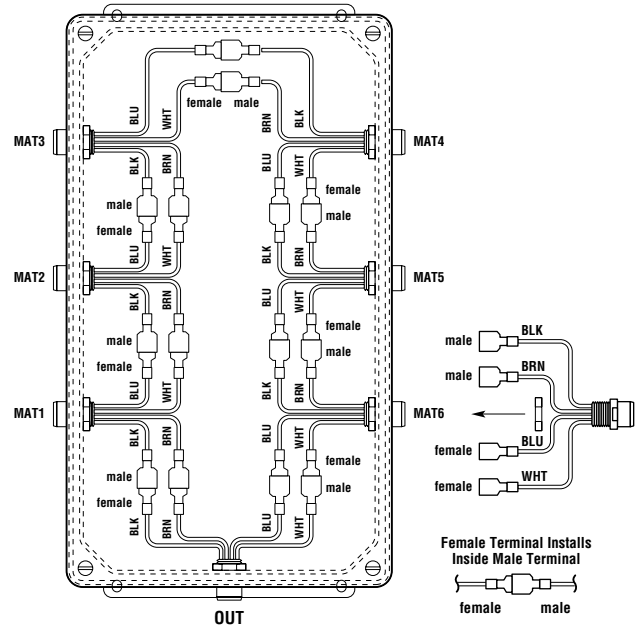 BLU
WHT
female male
BRN
BLK
MAT3
MAT4
BLK
BRN
BLU
WHT
male
female
female
male
BLU
WHT
BLK
BRN
MAT2
MAT5
BLK
BRN
BLU
WHT
male
female
female
male
BLU
WHT
BLK
BRN
MAT1
MAT6
BLK
BRN
BLU
WHT
male
female
female
male
BLK
BRN
BLU
WHT
OUT
male BLK
male BRN
female BLU
female WHT
Female Terminal Installs
Inside Male Terminal
female male